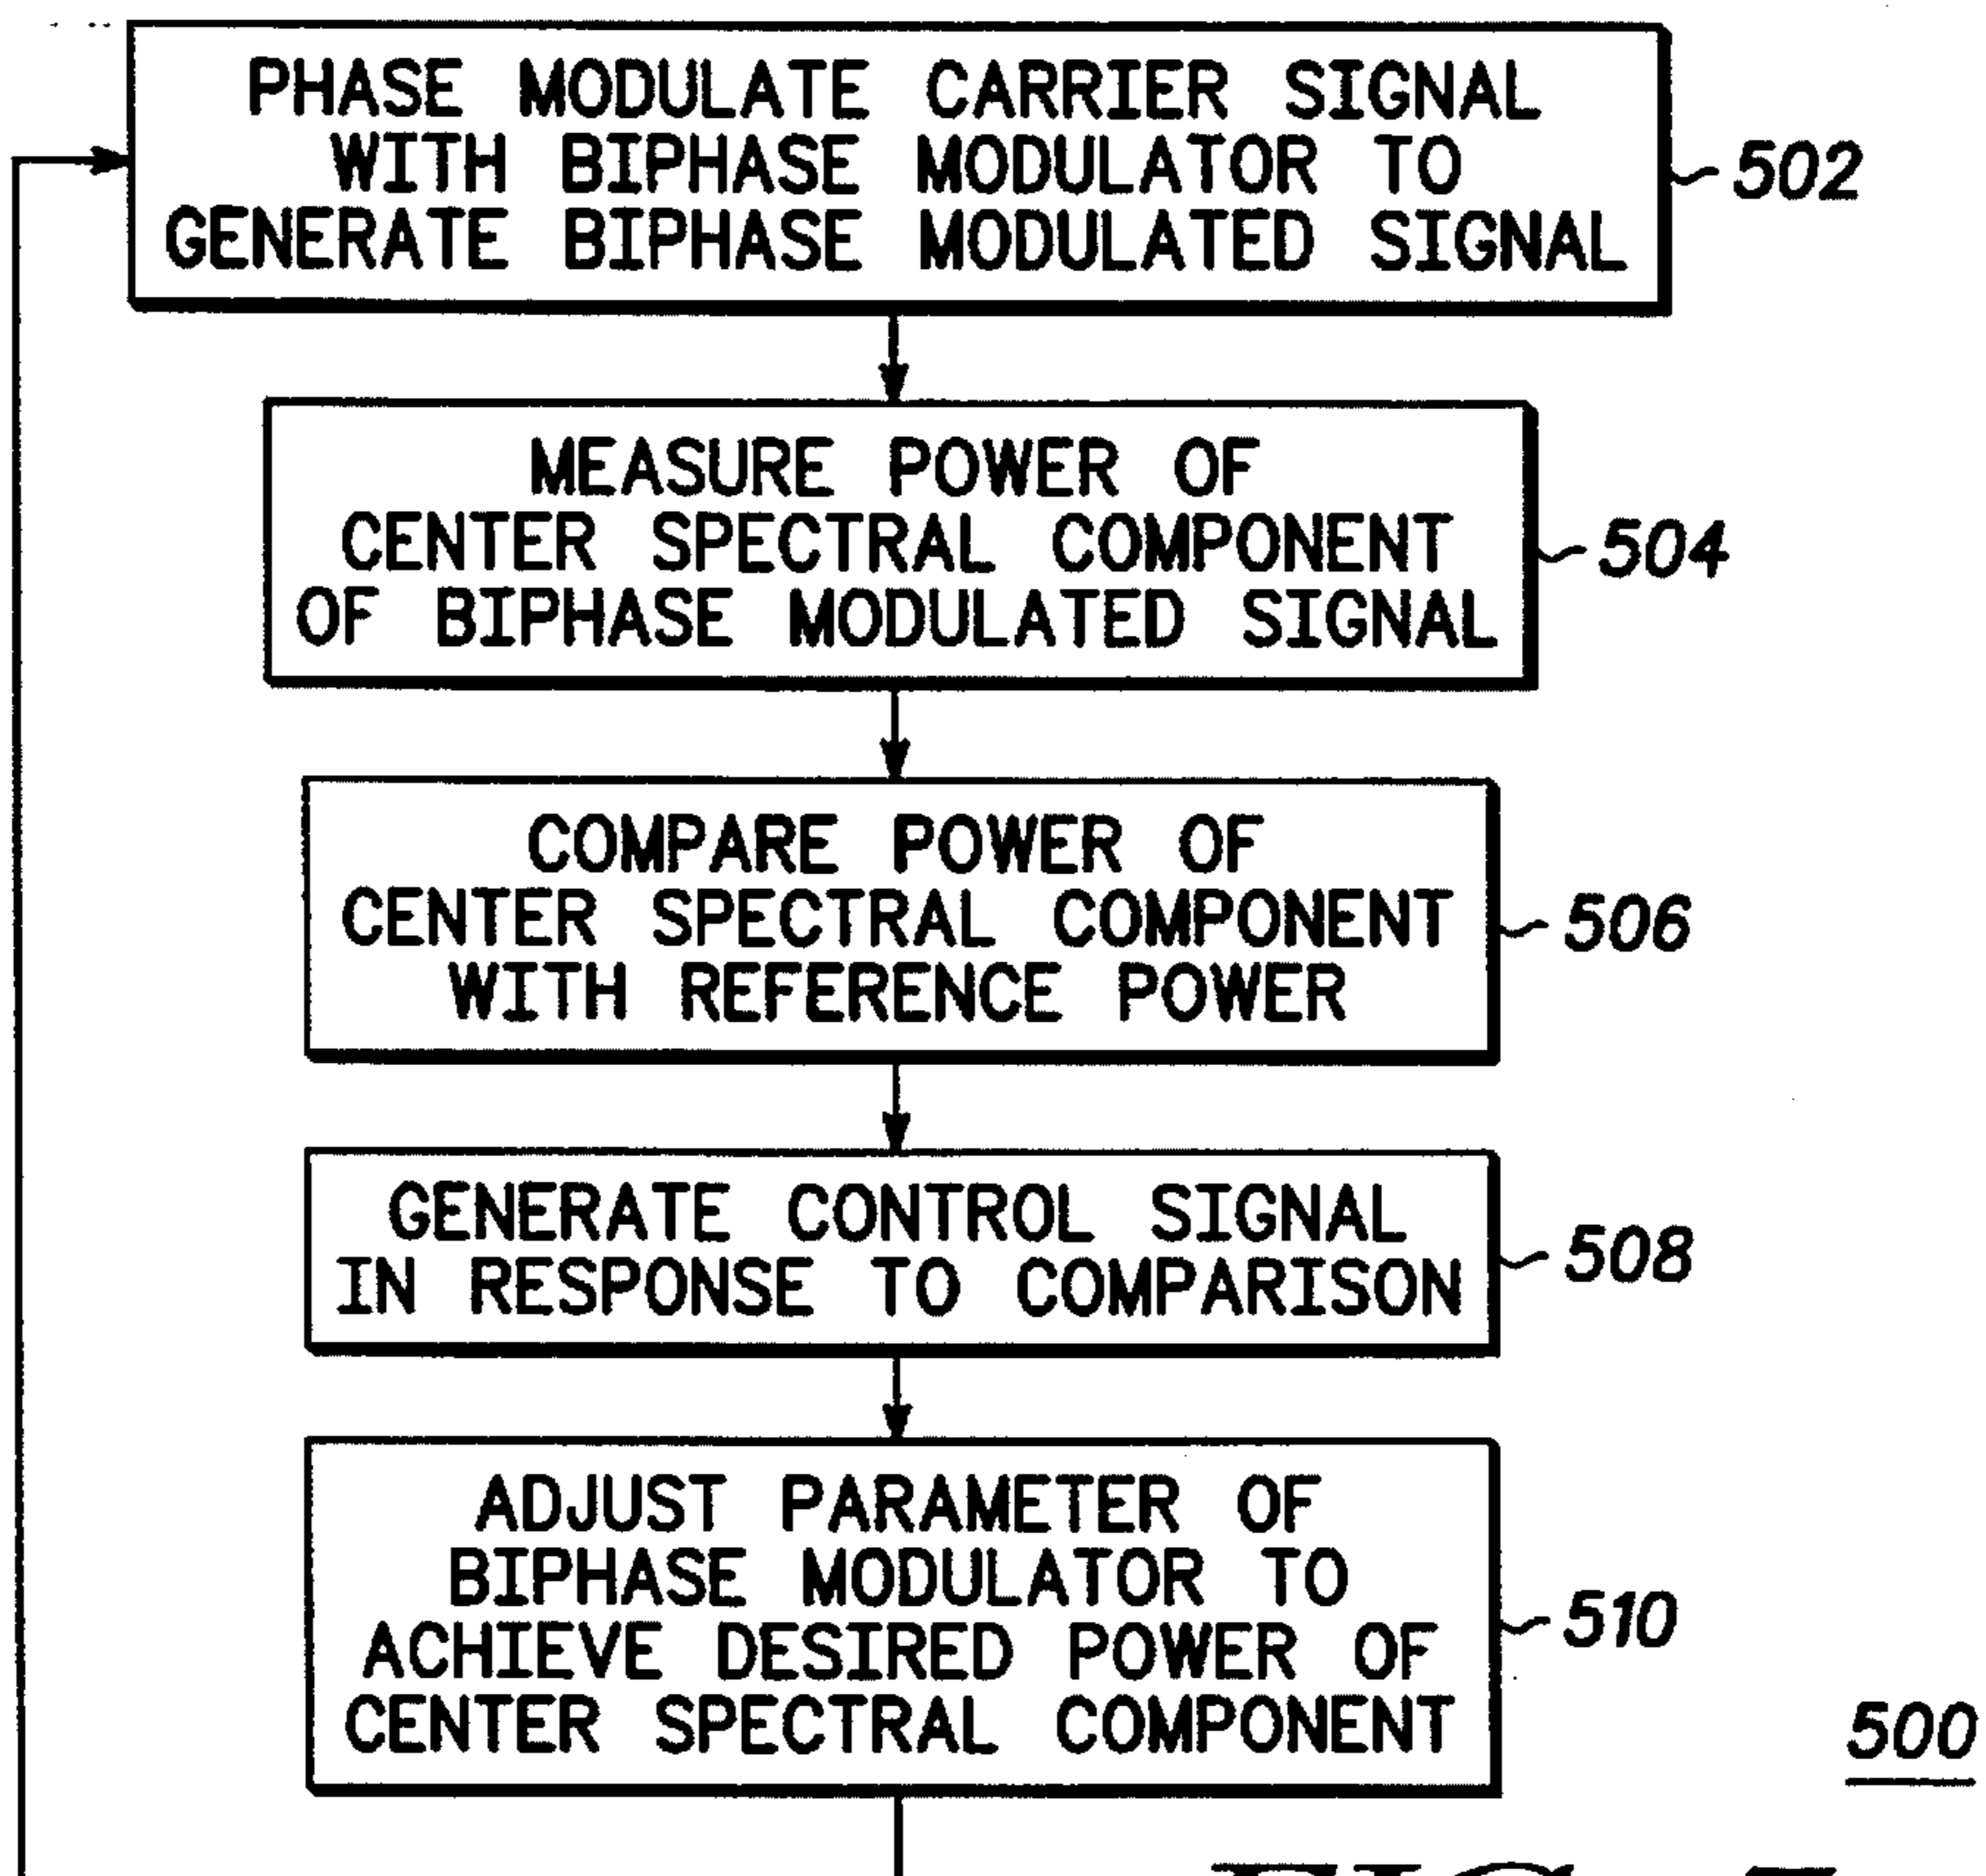 PHASE MODULATE CARRIER SIGNAL
WITH BIPHASE MODULATOR TO
GENERATE BIPHASE MODULATED SIGNAL
502
MEASURE POWER OF
CENTER SPECTRAL COMPONENT
OF BIPHASE MODULATED SIGNAL
504
COMPARE POWER OF
CENTER SPECTRAL COMPONENT
WITH REFERENCE POWER
506
GENERATE CONTROL SIGNAL
IN RESPONSE TO COMPARISON
508
ADJUST PARAMETER OF
BIPHASE MODULATOR TO
ACHIEVE DESIRED POWER OF
CENTER SPECTRAL COMPONENT
510
500